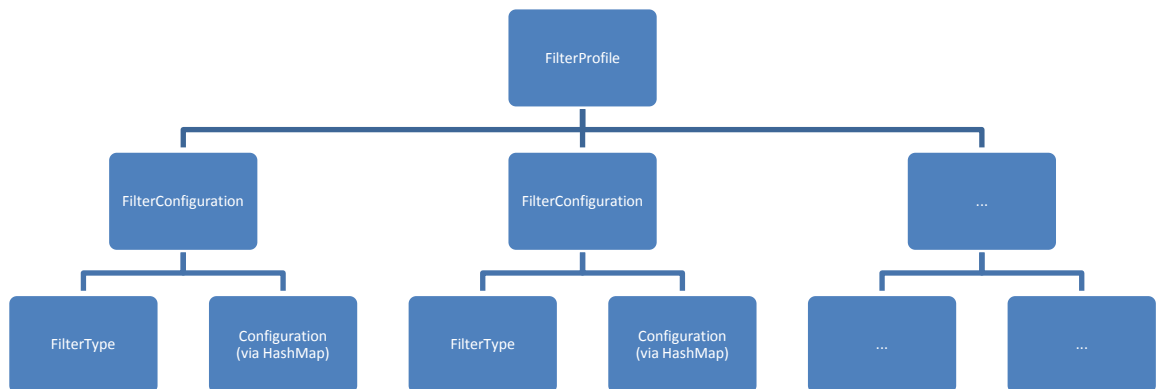 FilterProfile
FilterConfiguration
FilterConfiguration
...
FilterType
Configuration
(via HashMap)
FilterType
Configuration
(via HashMap)
...
...